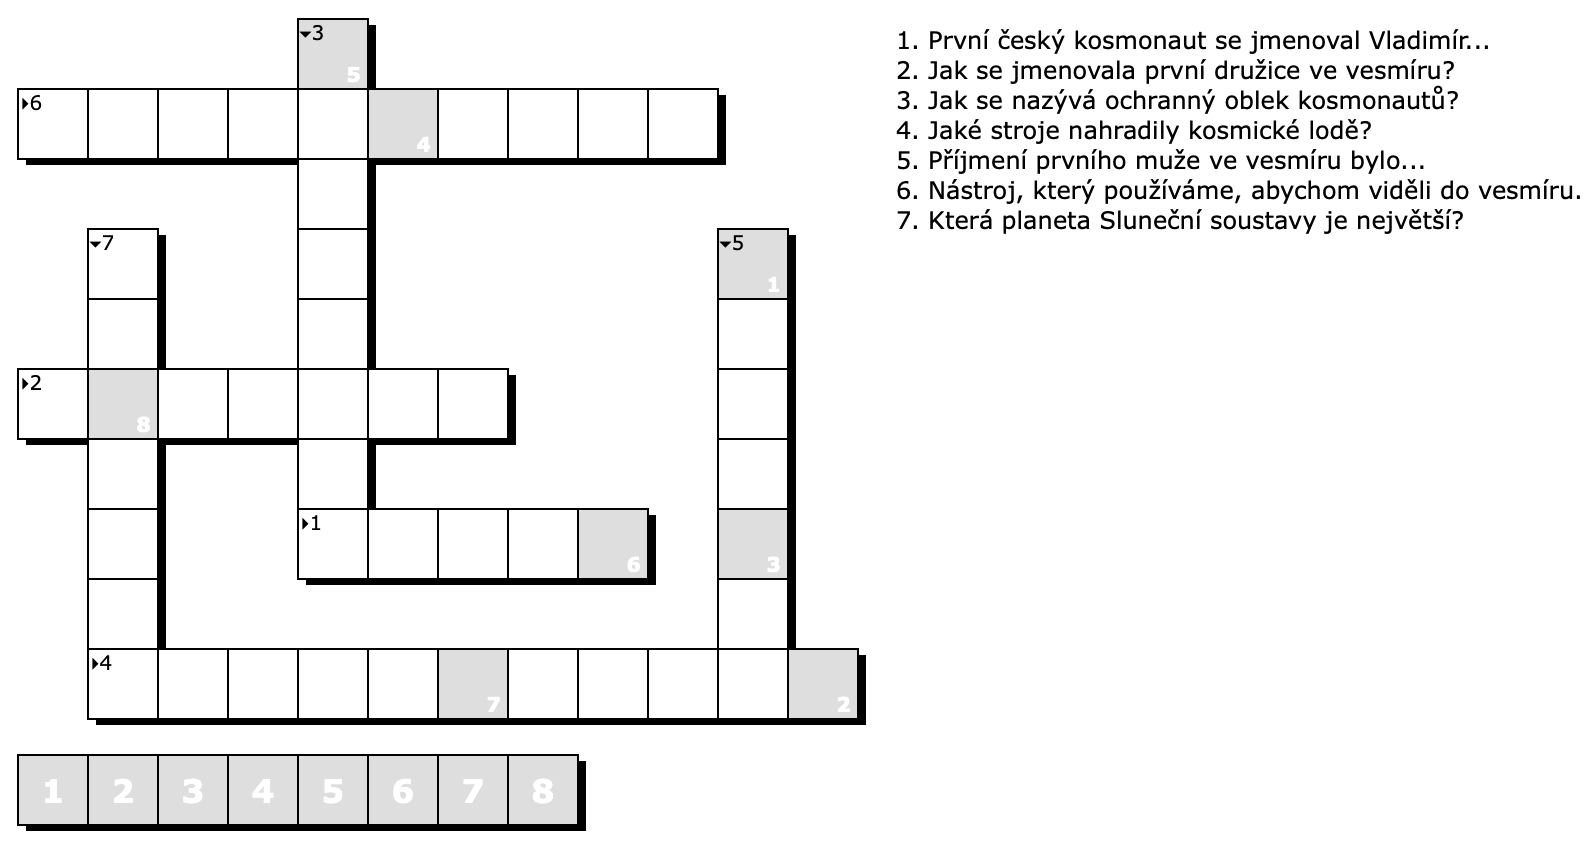 3
5
6
4
7
5
1
2
8
1
6
3
4
7
2
1 2 3 4 5 6 7 8
1. První český kosmonaut se jmenoval Vladimír...
2. Jak se jmenovala první družice ve vesmíru?
3. Jak se nazývá ochranný oblek kosmonautů?
4. Jaké stroje nahradily kosmické lodě?
5. Příjmení prvního muže ve vesmíru bylo...
6. Nástroj, který používáme, abychom viděli do vesmíru.
7. Která planeta Sluneční soustavy je největší?